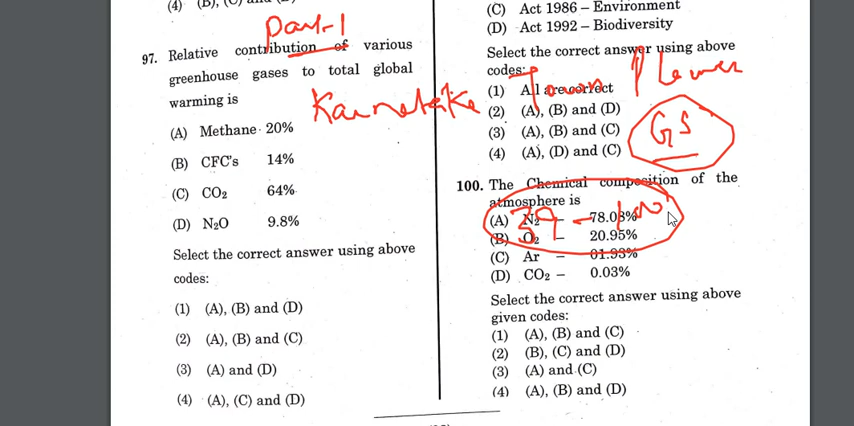 (4) (B), (C) and (D)
Part-1
97. Relative contribution of various
greenhouse gases to total global
warming is
Karnataka
(A) Methane 20%
(B) CFC's 14%
(C) CO₂ 64%
(D) N₂O 9.8%
Select the correct answer using above
codes:
(1) (A), (B) and (D)
(2) (A), (B) and (C)
(3) (A) and (D)
(4) (A), (C) and (D)
(C) Act 1986 – Environment
(D) Act 1992 – Biodiversity
Select the correct answer using above
codes:
Town Planner
(1) All are correct
(2) (A), (B) and (D)
(3) (A), (B) and (C)
(4) (A), (D) and (C)
GS
100. The Chemical composition of the
atmosphere is
(A) N₂ – 78.08%
(B) O₂ – 20.95%
(C) Ar – 01.93%
(D) CO₂ – 0.03%
39 - 100
Select the correct answer using above
given codes:
(1) (A), (B) and (C)
(2) (B), (C) and (D)
(3) (A) and (C)
(4) (A), (B) and (D)